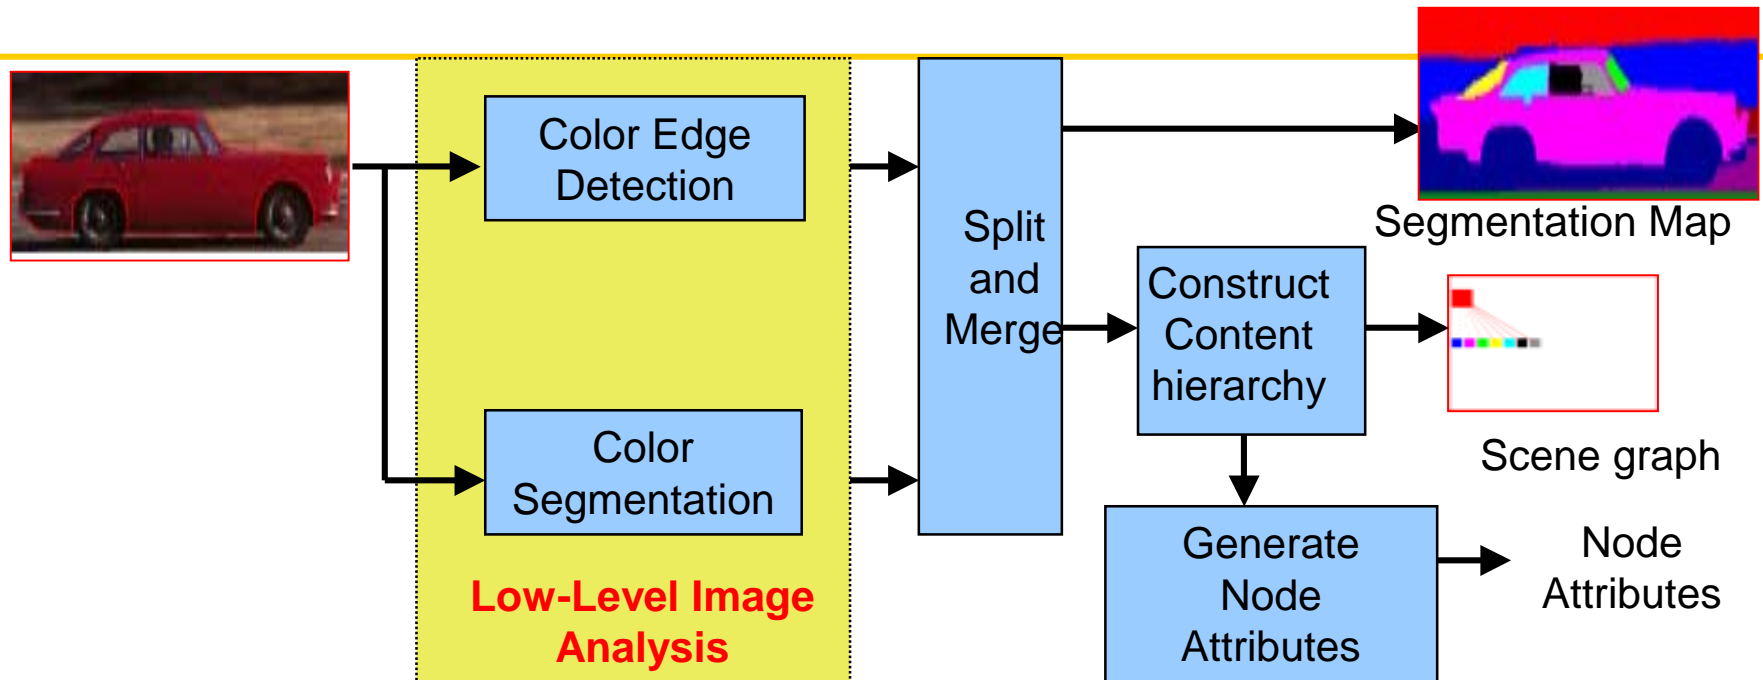 Color Edge
Detection
Color
Segmentation
Low-Level Image
Analysis
Split
and
Merge
Construct
Content
hierarchy
Generate
Node
Attributes
Segmentation Map
Scene graph
Node
Attributes